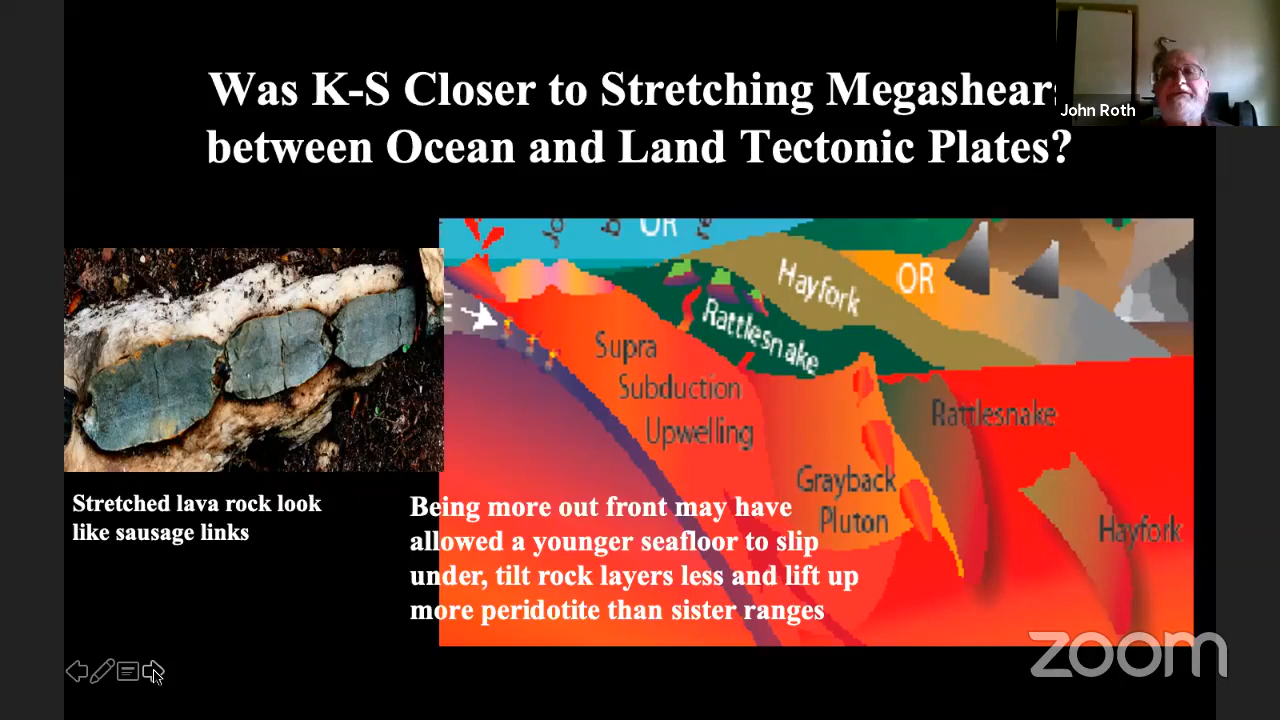 Was K-S Closer to Stretching Megashears
between Ocean and Land Tectonic Plates?
John Roth
OR
Hayfork
OR
E
Rattlesnake
Supra
Subduction
Upwelling
Rattlesnake
Grayback
Pluton
Hayfork
Stretched lava rock look
like sausage links
Being more out front may have
allowed a younger seafloor to slip
under, tilt rock layers less and lift up
more peridotite than sister ranges
zoom